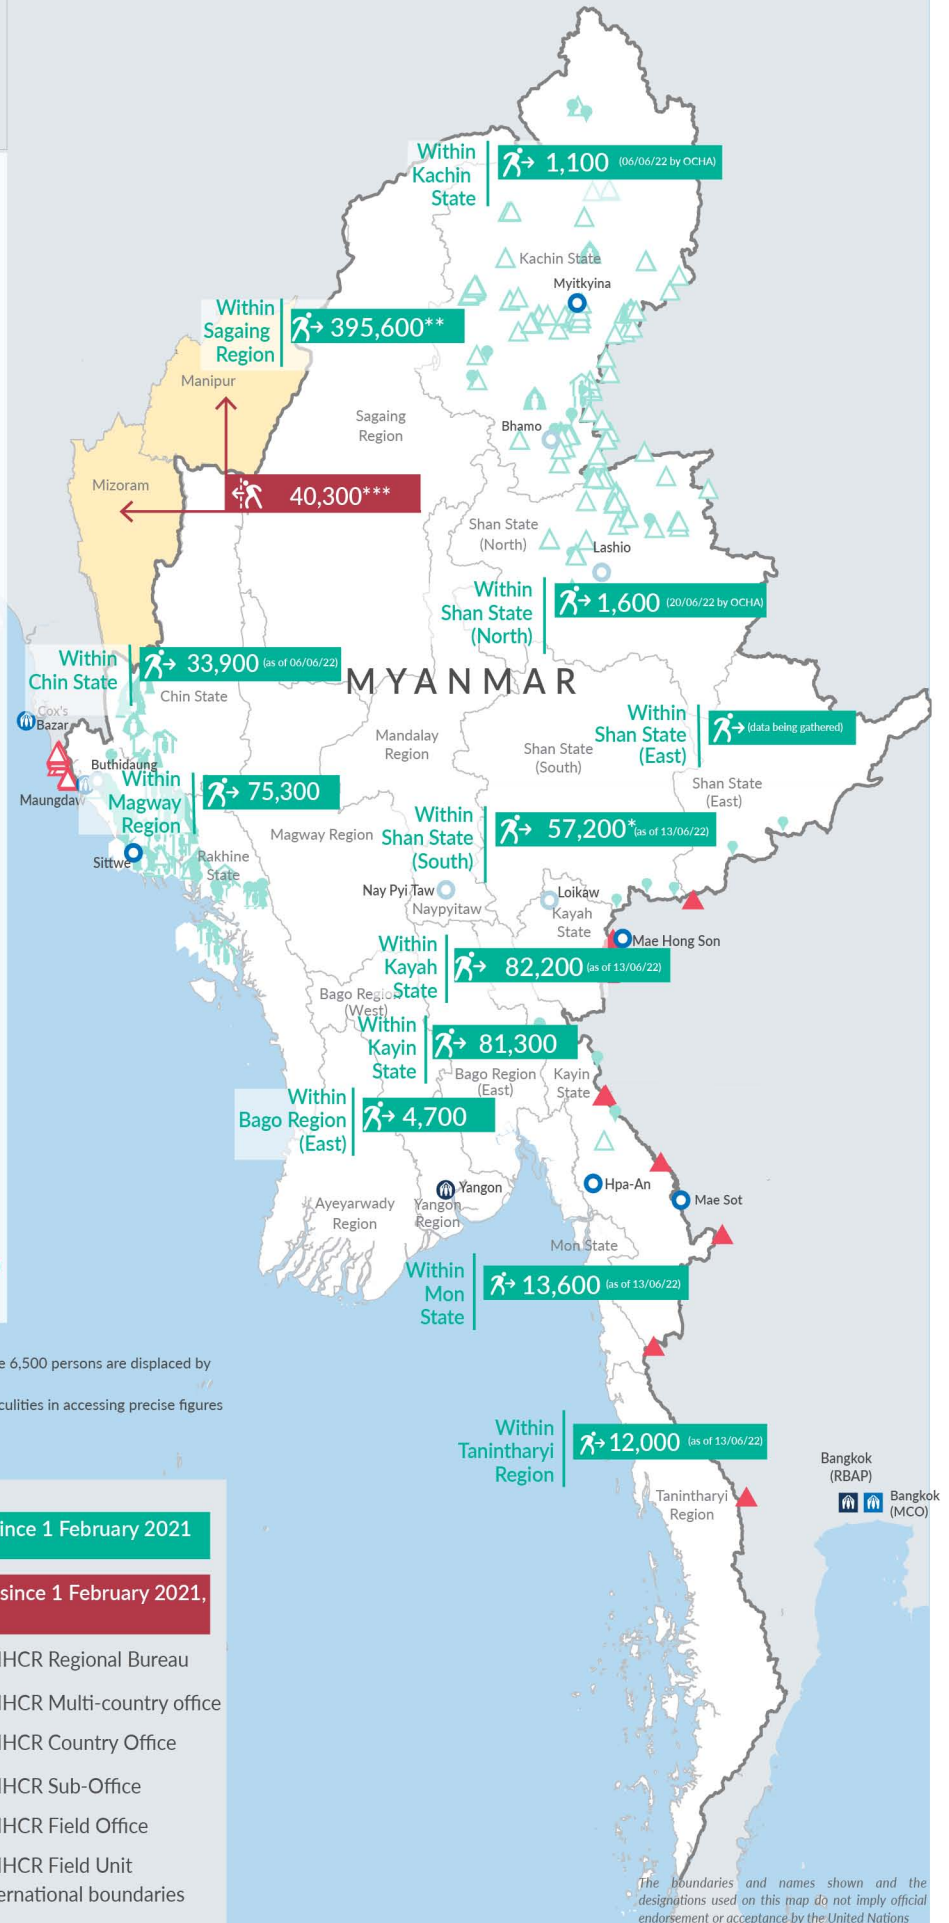 Within
Kachin
State
1,100 (06/06/22 by OCHA)
Kachin State
Myitkyina
Within
Sagaing
Region
395,600**
Manipur
Sagaing
Region
Bhamo
Mizoram
40,300***
Shan State
(North)
Lashio
Within
Shan State
(North)
1,600 (20/06/22 by OCHA)
Within
Chin State
33,900 (as of 06/06/22)
Chin State
MYANMAR
Cox's
Bazar
Within
Shan State
(East)
(data being gathered)
Mandalay
Region
Shan State
(South)
Shan State
(East)
Buthidaung
Maungdaw
Within
Magway
Region
75,300
Magway Region
Within
Shan State
(South)
57,200* (as of 13/06/22)
Sittwe
Rakhine
State
Nay Pyi Taw
Naypyitaw
Loikaw
Kayah
State
Mae Hong Son
Within
Kayah
State
82,200 (as of 13/06/22)
Bago Region
(West)
Within
Kayin
State
81,300
Bago Region
(East)
Kayin
State
Within
Bago Region
(East)
4,700
Yangon
Hpa-An
Mae Sot
Ayeyarwady
Region
Yangon
Region
Mon State
Within
Mon
State
13,600 (as of 13/06/22)
e 6,500 persons are displaced by
culities in accessing precise figures
Within
Tanintharyi
Region
12,000 (as of 13/06/22)
Bangkok
(RBAP)
Bangkok
(MCO)
Tanintharyi
Region
ince 1 February 2021
since 1 February 2021,
HCR Regional Bureau
HCR Multi-country office
HCR Country Office
HCR Sub-Office
HCR Field Office
HCR Field Unit
ernational boundaries
The boundaries and names shown and the
designations used on this map do not imply official
endorsement or acceptance by the United Nations